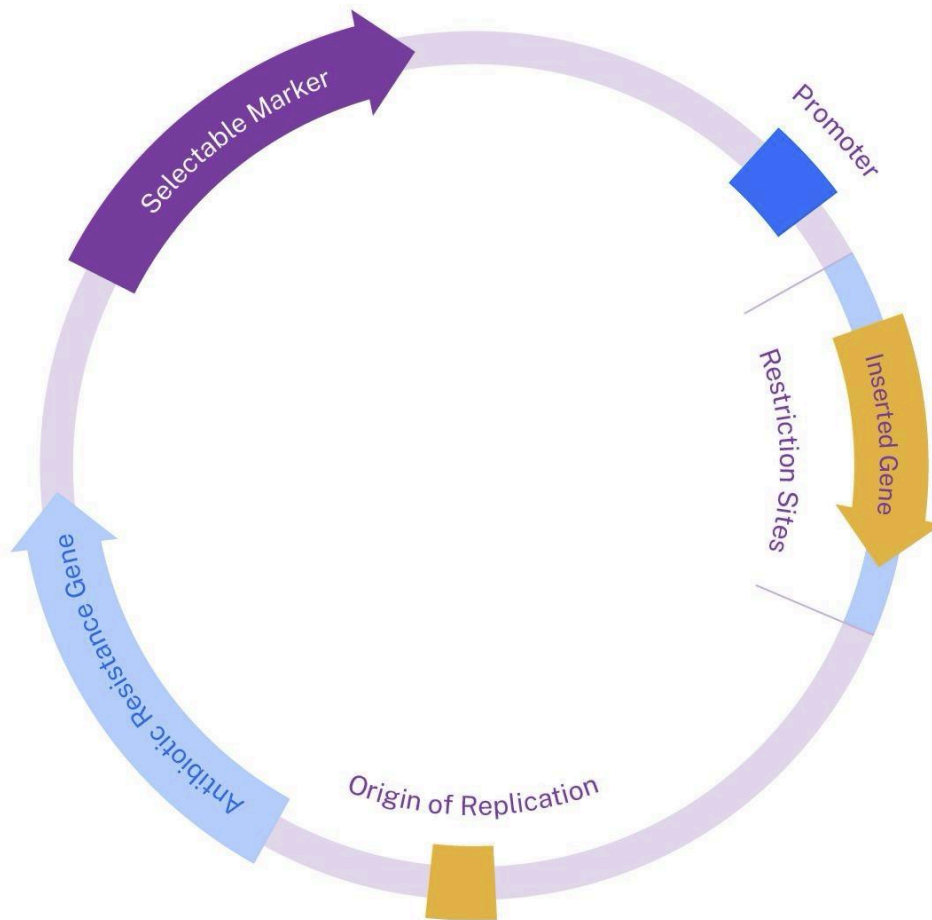 Selectable Marker
Promoter
Inserted Gene
Restriction Sites
Origin of Replication
Antibiotic Resistance Gene